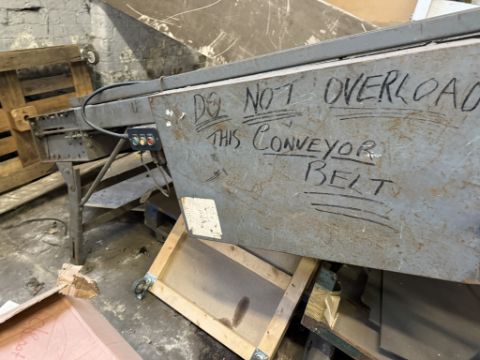 DO NOT OVERLOAD
THIS CONVEYOR
BELT